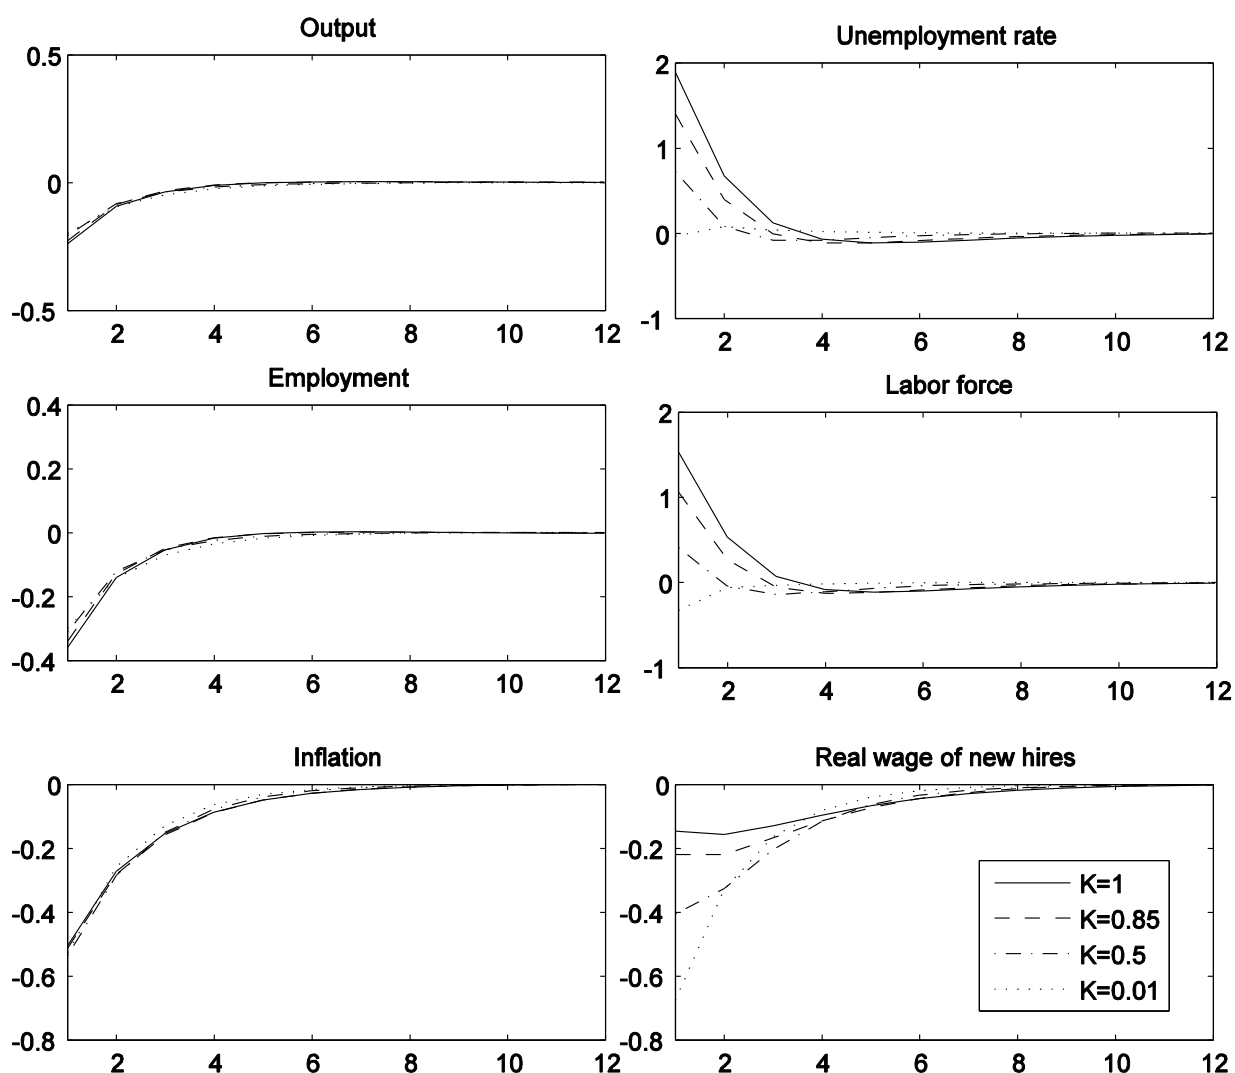 Output
0.5
0
-0.5
2 4 6 8 10 12
Unemployment rate
2
1
0
-1
2 4 6 8 10 12
Employment
0.4
0.2
0
-0.2
-0.4
2 4 6 8 10 12
Labor force
2
1
0
-1
2 4 6 8 10 12
Inflation
0
-0.2
-0.4
-0.6
-0.8
2 4 6 8 10 12
Real wage of new hires
0
-0.2
-0.4
-0.6
-0.8
2 4 6 8 10 12
K=1
K=0.85
K=0.5
K=0.01